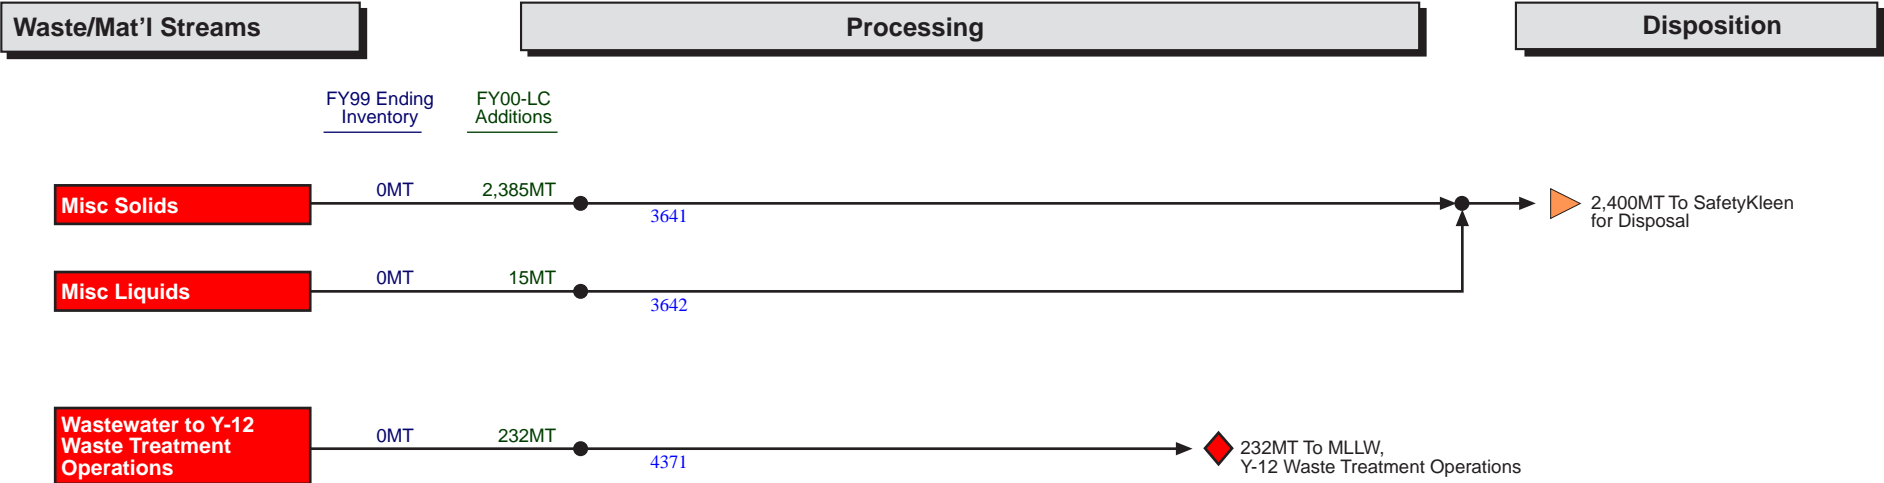 Waste/Mat’l Streams
Processing
Disposition
FY99 Ending
Inventory
FY00-LC
Additions
Misc Solids
0MT
2,385MT
3641
2,400MT To SafetyKleen
for Disposal
Misc Liquids
0MT
15MT
3642
Wastewater to Y-12
Waste Treatment
Operations
0MT
232MT
4371
232MT To MLLW,
Y-12 Waste Treatment Operations